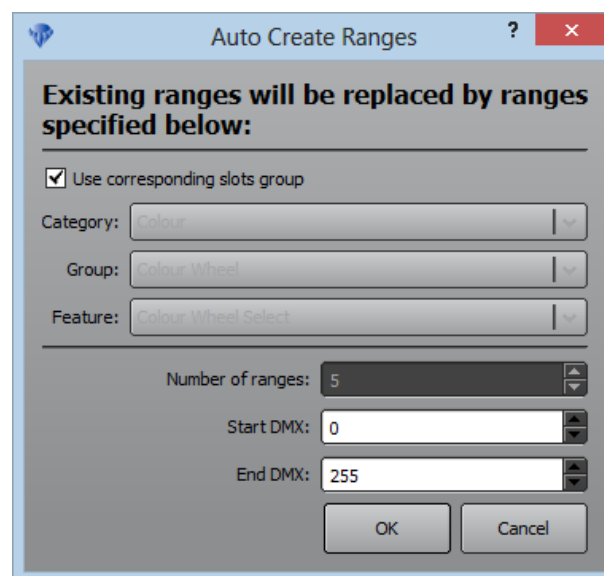 Auto Create Ranges ?
Existing ranges will be replaced by ranges
specified below:
Use corresponding slots group
Category: Colour
Group: Colour Wheel
Feature: Colour Wheel Select
Number of ranges: 5
Start DMX: 0
End DMX: 255
OK Cancel